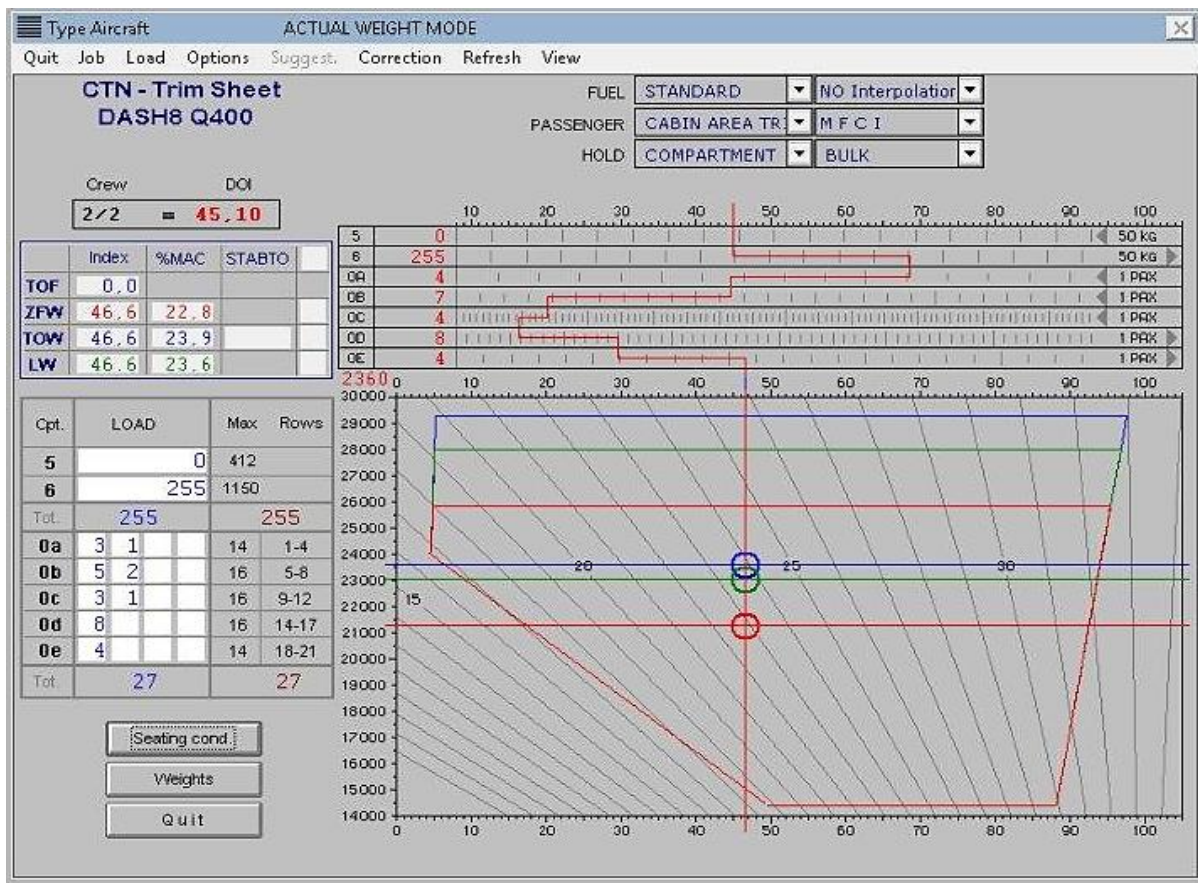 Type Aircraft ACTUAL WEIGHT MODE
Quit Job Load Options Suggest. Correction Refresh View
CTN - Trim Sheet
DASH8 Q400
FUEL STANDARD NO Interpolation
PASSENGER CABIN AREA TR M F C I
HOLD COMPARTMENT BULK
Crew DOI
2/2 = 45,10
Index %MAC STABTO
TOF 0,0
ZFW 46,6 22,8
TOW 46,6 23,9
LW 46,6 23,6
10 20 30 40 50 60 70 80 90 100
5 0 50 KG
6 255 50 KG
0A 4 1 PAX
0B 7 1 PAX
0C 4 1 PAX
0D 8 1 PAX
0E 4 1 PAX
2360 0 10 20 30 40 50 60 70 80 90 100
Cpt. LOAD Max Rows
5 0 412
6 255 1150
Tot. 255 255
0a 3 1 14 1-4
0b 5 2 16 5-8
0c 3 1 16 9-12
0d 8 16 14-17
0e 4 14 18-21
Tot. 27 27
Seating cond.
Weights
Quit
30000
29000
28000
27000
26000
25000
24000
23000
22000
21000
20000
19000
18000
17000
16000
15000
14000
15 20 25 30
0 10 20 30 40 50 60 70 80 90 100